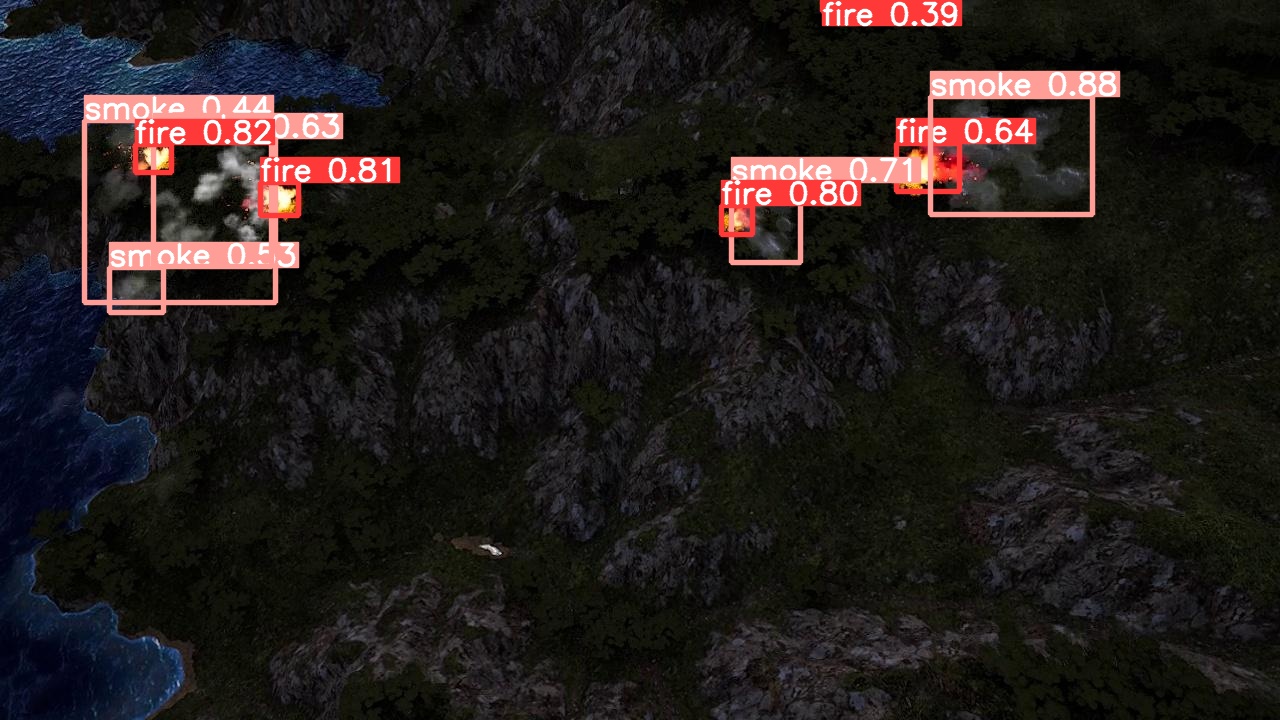 fire 0.39
smoke 0.88
smoke 0.44
0.63
fire 0.82
fire 0.64
fire 0.81
smoke 0.71
fire 0.80
smoke 0.53